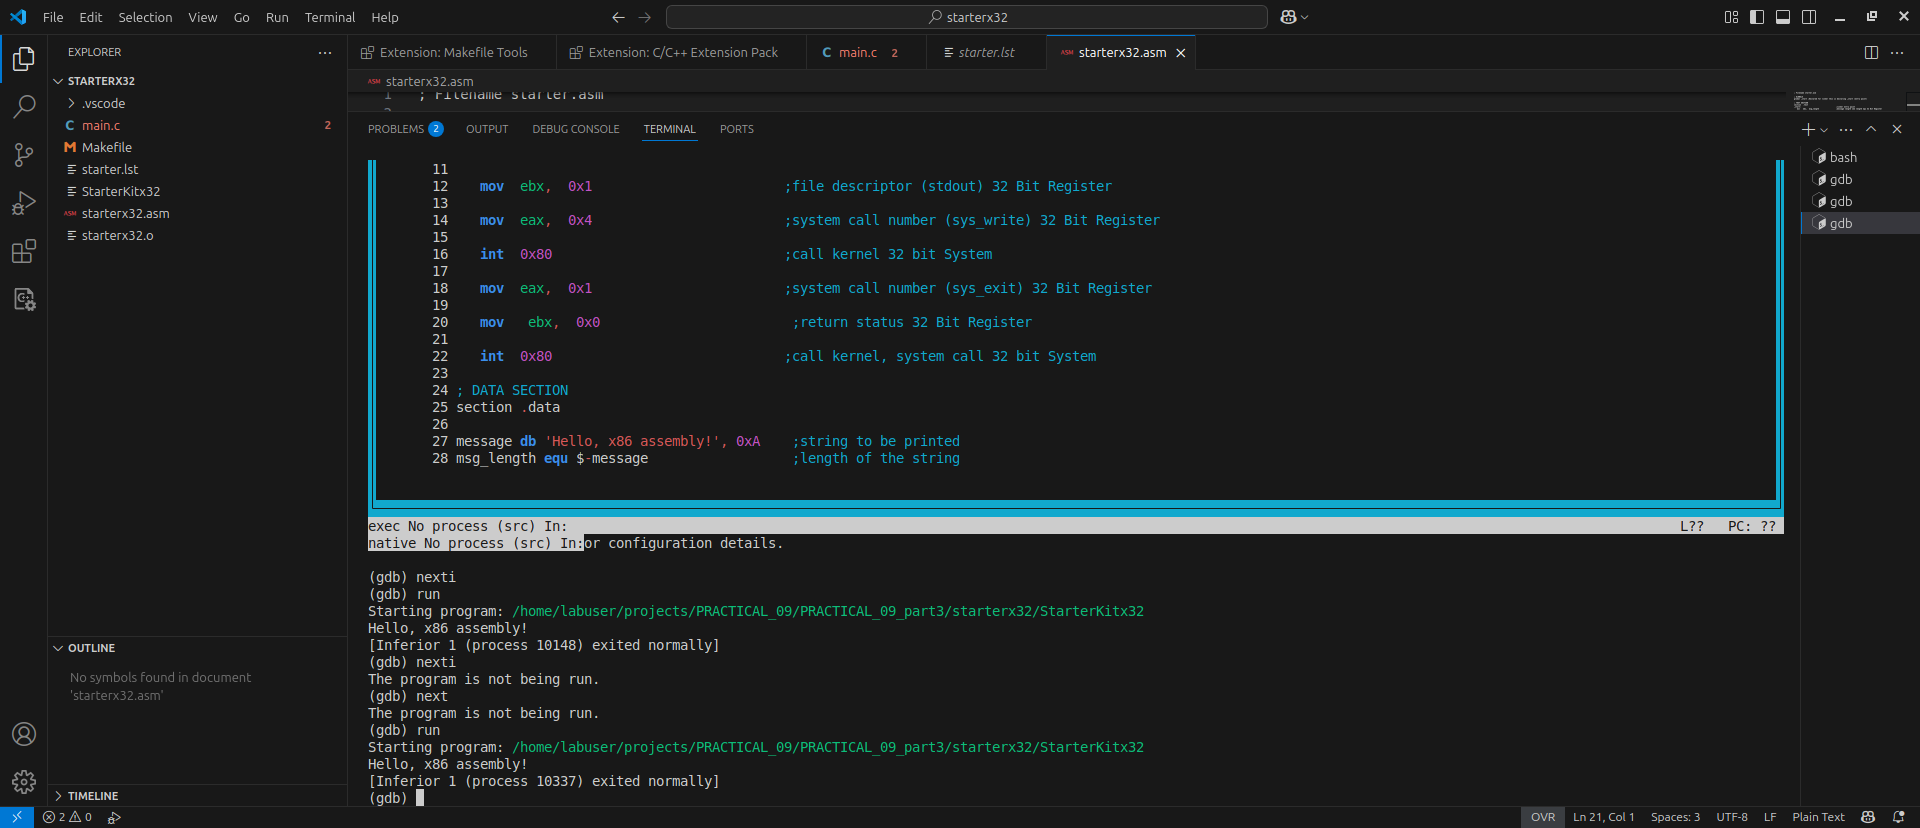 File Edit Selection View Go Run Terminal Help
starterx32
EXPLORER
STARTERX32
.vscode
main.c 2
Makefile
starter.lst
StarterKitx32
starterx32.asm
starterx32.o
OUTLINE
No symbols found in document
'starterx32.asm'
TIMELINE
Extension: Makefile Tools
Extension: C/C++ Extension Pack
main.c 2
starter.lst
starterx32.asm
starterx32.asm
1 ; Filename starter.asm
PROBLEMS 2 OUTPUT DEBUG CONSOLE TERMINAL PORTS
11
12 mov ebx, 0x1 ;file descriptor (stdout) 32 Bit Register
13
14 mov eax, 0x4 ;system call number (sys_write) 32 Bit Register
15
16 int 0x80 ;call kernel 32 bit System
17
18 mov eax, 0x1 ;system call number (sys_exit) 32 Bit Register
19
20 mov ebx, 0x0 ;return status 32 Bit Register
21
22 int 0x80 ;call kernel, system call 32 bit System
23
24 ; DATA SECTION
25 section .data
26
27 message db 'Hello, x86 assembly!', 0xA ;string to be printed
28 msg_length equ $-message ;length of the string
exec No process (src) In: L?? PC: ??
native No process (src) In:or configuration details.
(gdb) nexti
(gdb) run
Starting program: /home/labuser/projects/PRACTICAL_09/PRACTICAL_09_part3/starterx32/StarterKitx32
Hello, x86 assembly!
[Inferior 1 (process 10148) exited normally]
(gdb) nexti
The program is not being run.
(gdb) next
The program is not being run.
(gdb) run
Starting program: /home/labuser/projects/PRACTICAL_09/PRACTICAL_09_part3/starterx32/StarterKitx32
Hello, x86 assembly!
[Inferior 1 (process 10337) exited normally]
(gdb)
bash
gdb
gdb
gdb
2 0
OVR Ln 21, Col 1 Spaces: 3 UTF-8 LF Plain Text